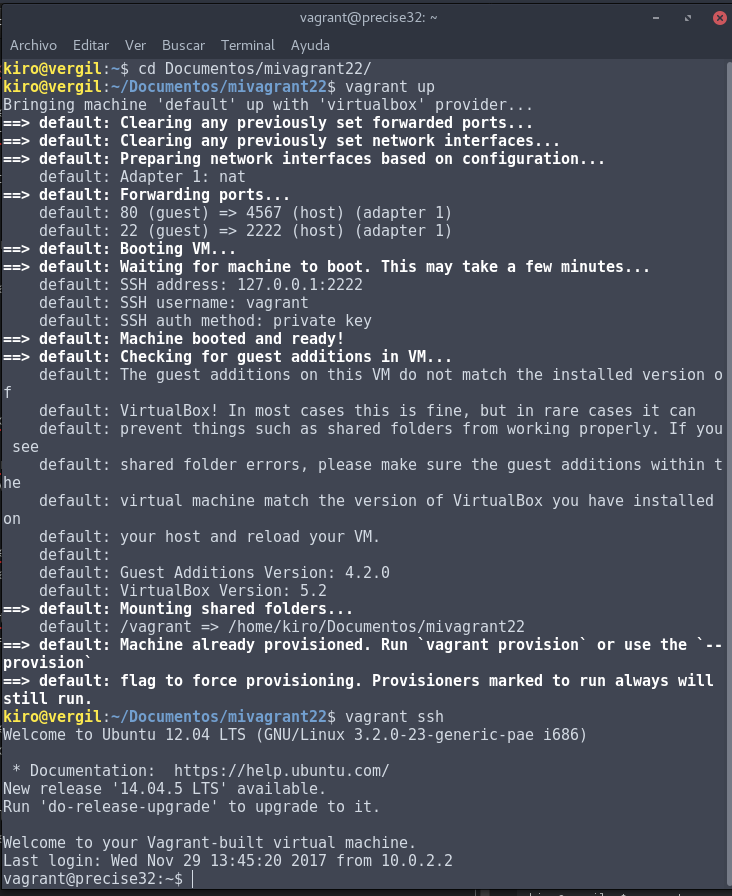 vagrant@precise32: ~
Archivo Editar Ver Buscar Terminal Ayuda
kiro@vergil:~$ cd Documentos/mivagrant22/
kiro@vergil:~/Documentos/mivagrant22$ vagrant up
Bringing machine 'default' up with 'virtualbox' provider...
==> default: Clearing any previously set forwarded ports...
==> default: Clearing any previously set network interfaces...
==> default: Preparing network interfaces based on configuration...
    default: Adapter 1: nat
==> default: Forwarding ports...
    default: 80 (guest) => 4567 (host) (adapter 1)
    default: 22 (guest) => 2222 (host) (adapter 1)
==> default: Booting VM...
==> default: Waiting for machine to boot. This may take a few minutes...
    default: SSH address: 127.0.0.1:2222
    default: SSH username: vagrant
    default: SSH auth method: private key
==> default: Machine booted and ready!
==> default: Checking for guest additions in VM...
    default: The guest additions on this VM do not match the installed version o
f
    default: VirtualBox! In most cases this is fine, but in rare cases it can
    default: prevent things such as shared folders from working properly. If you
 see
    default: shared folder errors, please make sure the guest additions within t
he
    default: virtual machine match the version of VirtualBox you have installed
on
    default: your host and reload your VM.
    default:
    default: Guest Additions Version: 4.2.0
    default: VirtualBox Version: 5.2
==> default: Mounting shared folders...
    default: /vagrant => /home/kiro/Documentos/mivagrant22
==> default: Machine already provisioned. Run `vagrant provision` or use the `--
provision`
==> default: flag to force provisioning. Provisioners marked to run always will
still run.
kiro@vergil:~/Documentos/mivagrant22$ vagrant ssh
Welcome to Ubuntu 12.04 LTS (GNU/Linux 3.2.0-23-generic-pae i686)

 * Documentation:  https://help.ubuntu.com/
New release '14.04.5 LTS' available.
Run 'do-release-upgrade' to upgrade to it.

Welcome to your Vagrant-built virtual machine.
Last login: Wed Nov 29 13:45:20 2017 from 10.0.2.2
vagrant@precise32:~$